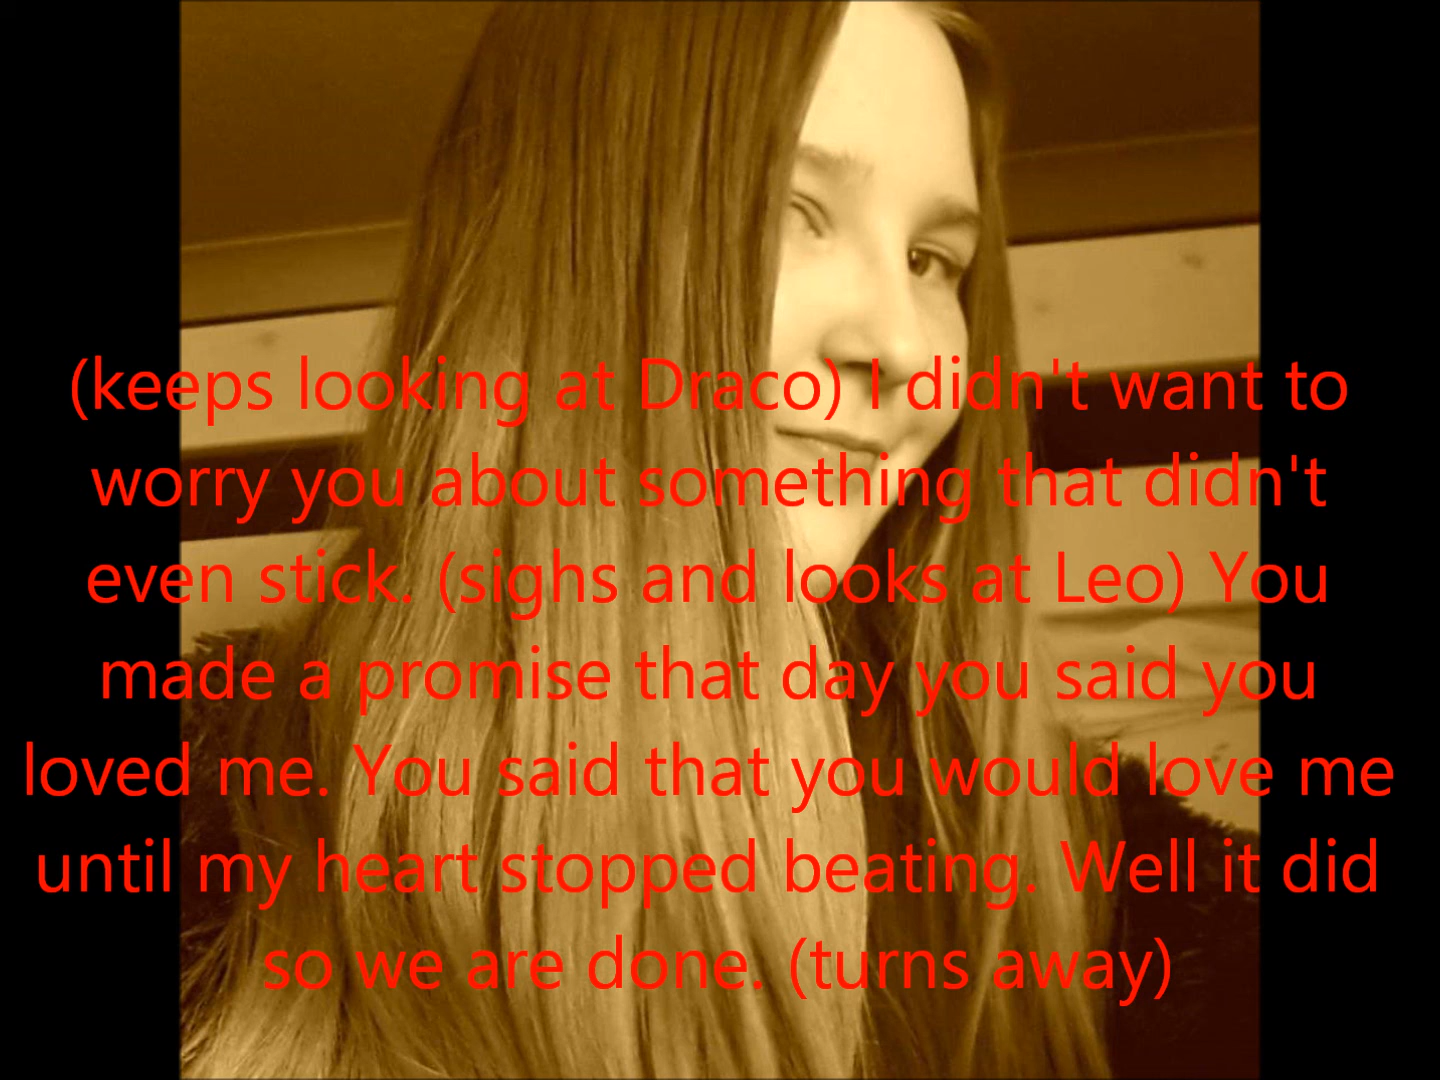 (keeps looking at Draco) I didn't want to
worry you about something that didn't
even stick. (sighs and looks at Leo) You
made a promise that day you said you
loved me. You said that you would love me
until my heart stopped beating. Well it did
so we are done. (turns away)